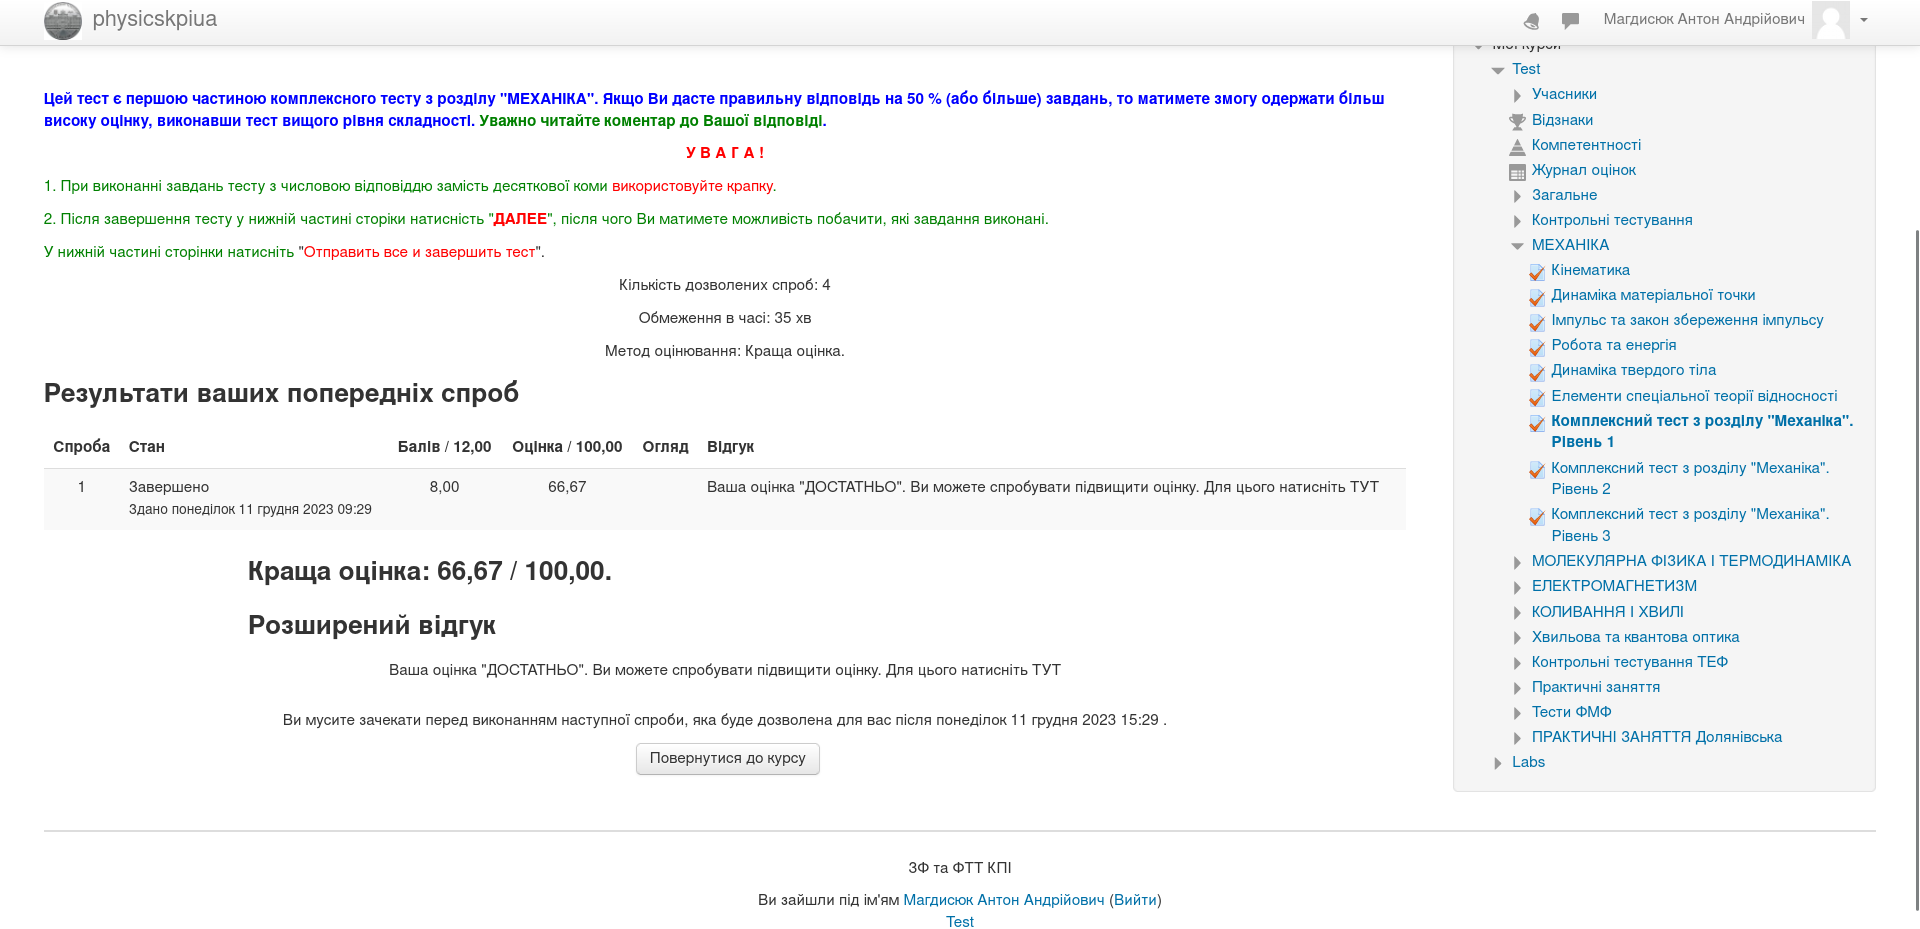 physicskpiua
Магдисюк Антон Андрійович
Мої курси
Цей тест є першою частиною комплексного тесту з розділу "МЕХАНІКА". Якщо Ви дасте правильну відповідь на 50 % (або більше) завдань, то матимете змогу одержати більш
високу оцінку, виконавши тест вищого рівня складності. Уважно читайте коментар до Вашої відповіді.
У В А Г А !
1. При виконанні завдань тесту з числовою відповіддю замість десяткової коми використовуйте крапку.
2. Після завершення тесту у нижній частині сторіки натисність "ДАЛЕЕ", після чого Ви матимете можливість побачити, які завдання виконані.
У нижній частині сторінки натисніть "Отправить все и завершить тест".
Кількість дозволених спроб: 4
Обмеження в часі: 35 хв
Метод оцінювання: Краща оцінка.
Результати ваших попередніх спроб
Спроба Стан Балів / 12,00 Оцінка / 100,00 Огляд Відгук
1 Завершено 8,00 66,67 Ваша оцінка "ДОСТАТНЬО". Ви можете спробувати підвищити оцінку. Для цього натисніть ТУТ
Здано понеділок 11 грудня 2023 09:29
Краща оцінка: 66,67 / 100,00.
Розширений відгук
Ваша оцінка "ДОСТАТНЬО". Ви можете спробувати підвищити оцінку. Для цього натисніть ТУТ
Ви мусите зачекати перед виконанням наступної спроби, яка буде дозволена для вас після понеділок 11 грудня 2023 15:29 .
Повернутися до курсу
Test
Учасники
Відзнаки
Компетентності
Журнал оцінок
Загальне
Контрольні тестування
МЕХАНІКА
Кінематика
Динаміка матеріальної точки
Імпульс та закон збереження імпульсу
Робота та енергія
Динаміка твердого тіла
Елементи спеціальної теорії відносності
Комплексний тест з розділу "Механіка".
Рівень 1
Комплексний тест з розділу "Механіка".
Рівень 2
Комплексний тест з розділу "Механіка".
Рівень 3
МОЛЕКУЛЯРНА ФІЗИКА І ТЕРМОДИНАМІКА
ЕЛЕКТРОМАГНЕТИЗМ
КОЛИВАННЯ І ХВИЛІ
Хвильова та квантова оптика
Контрольні тестування ТЕФ
Практичні заняття
Тести ФМФ
ПРАКТИЧНІ ЗАНЯТТЯ Долянівська
Labs
ЗФ та ФТТ КПІ
Ви зайшли під ім'ям Магдисюк Антон Андрійович (Вийти)
Test